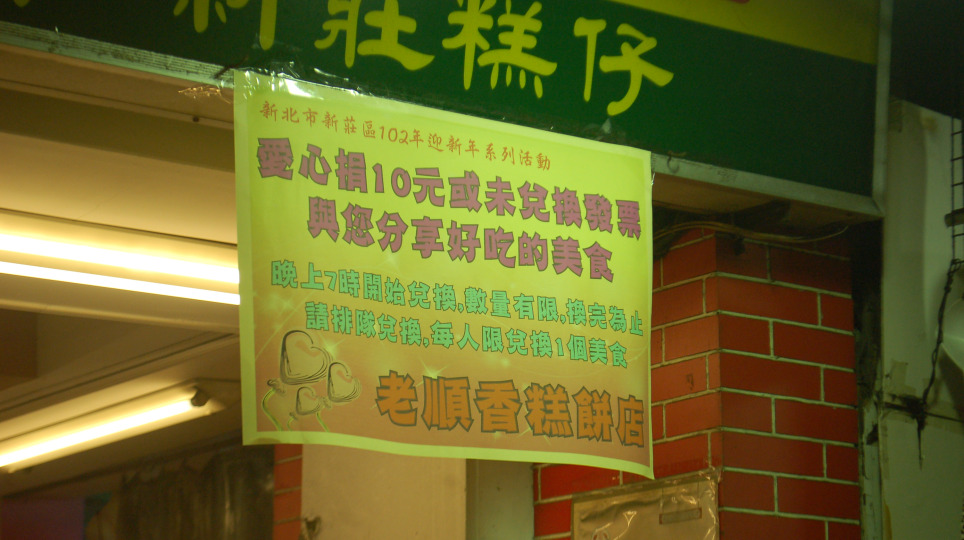 新莊糕仔
新北市新莊區102年迎新年系列活動
愛心捐10元或未兌換發票
與您分享好吃的美食
晚上7時開始兌換,數量有限,換完為止
請排隊兌換,每人限兌換1個美食
老順香糕餅店